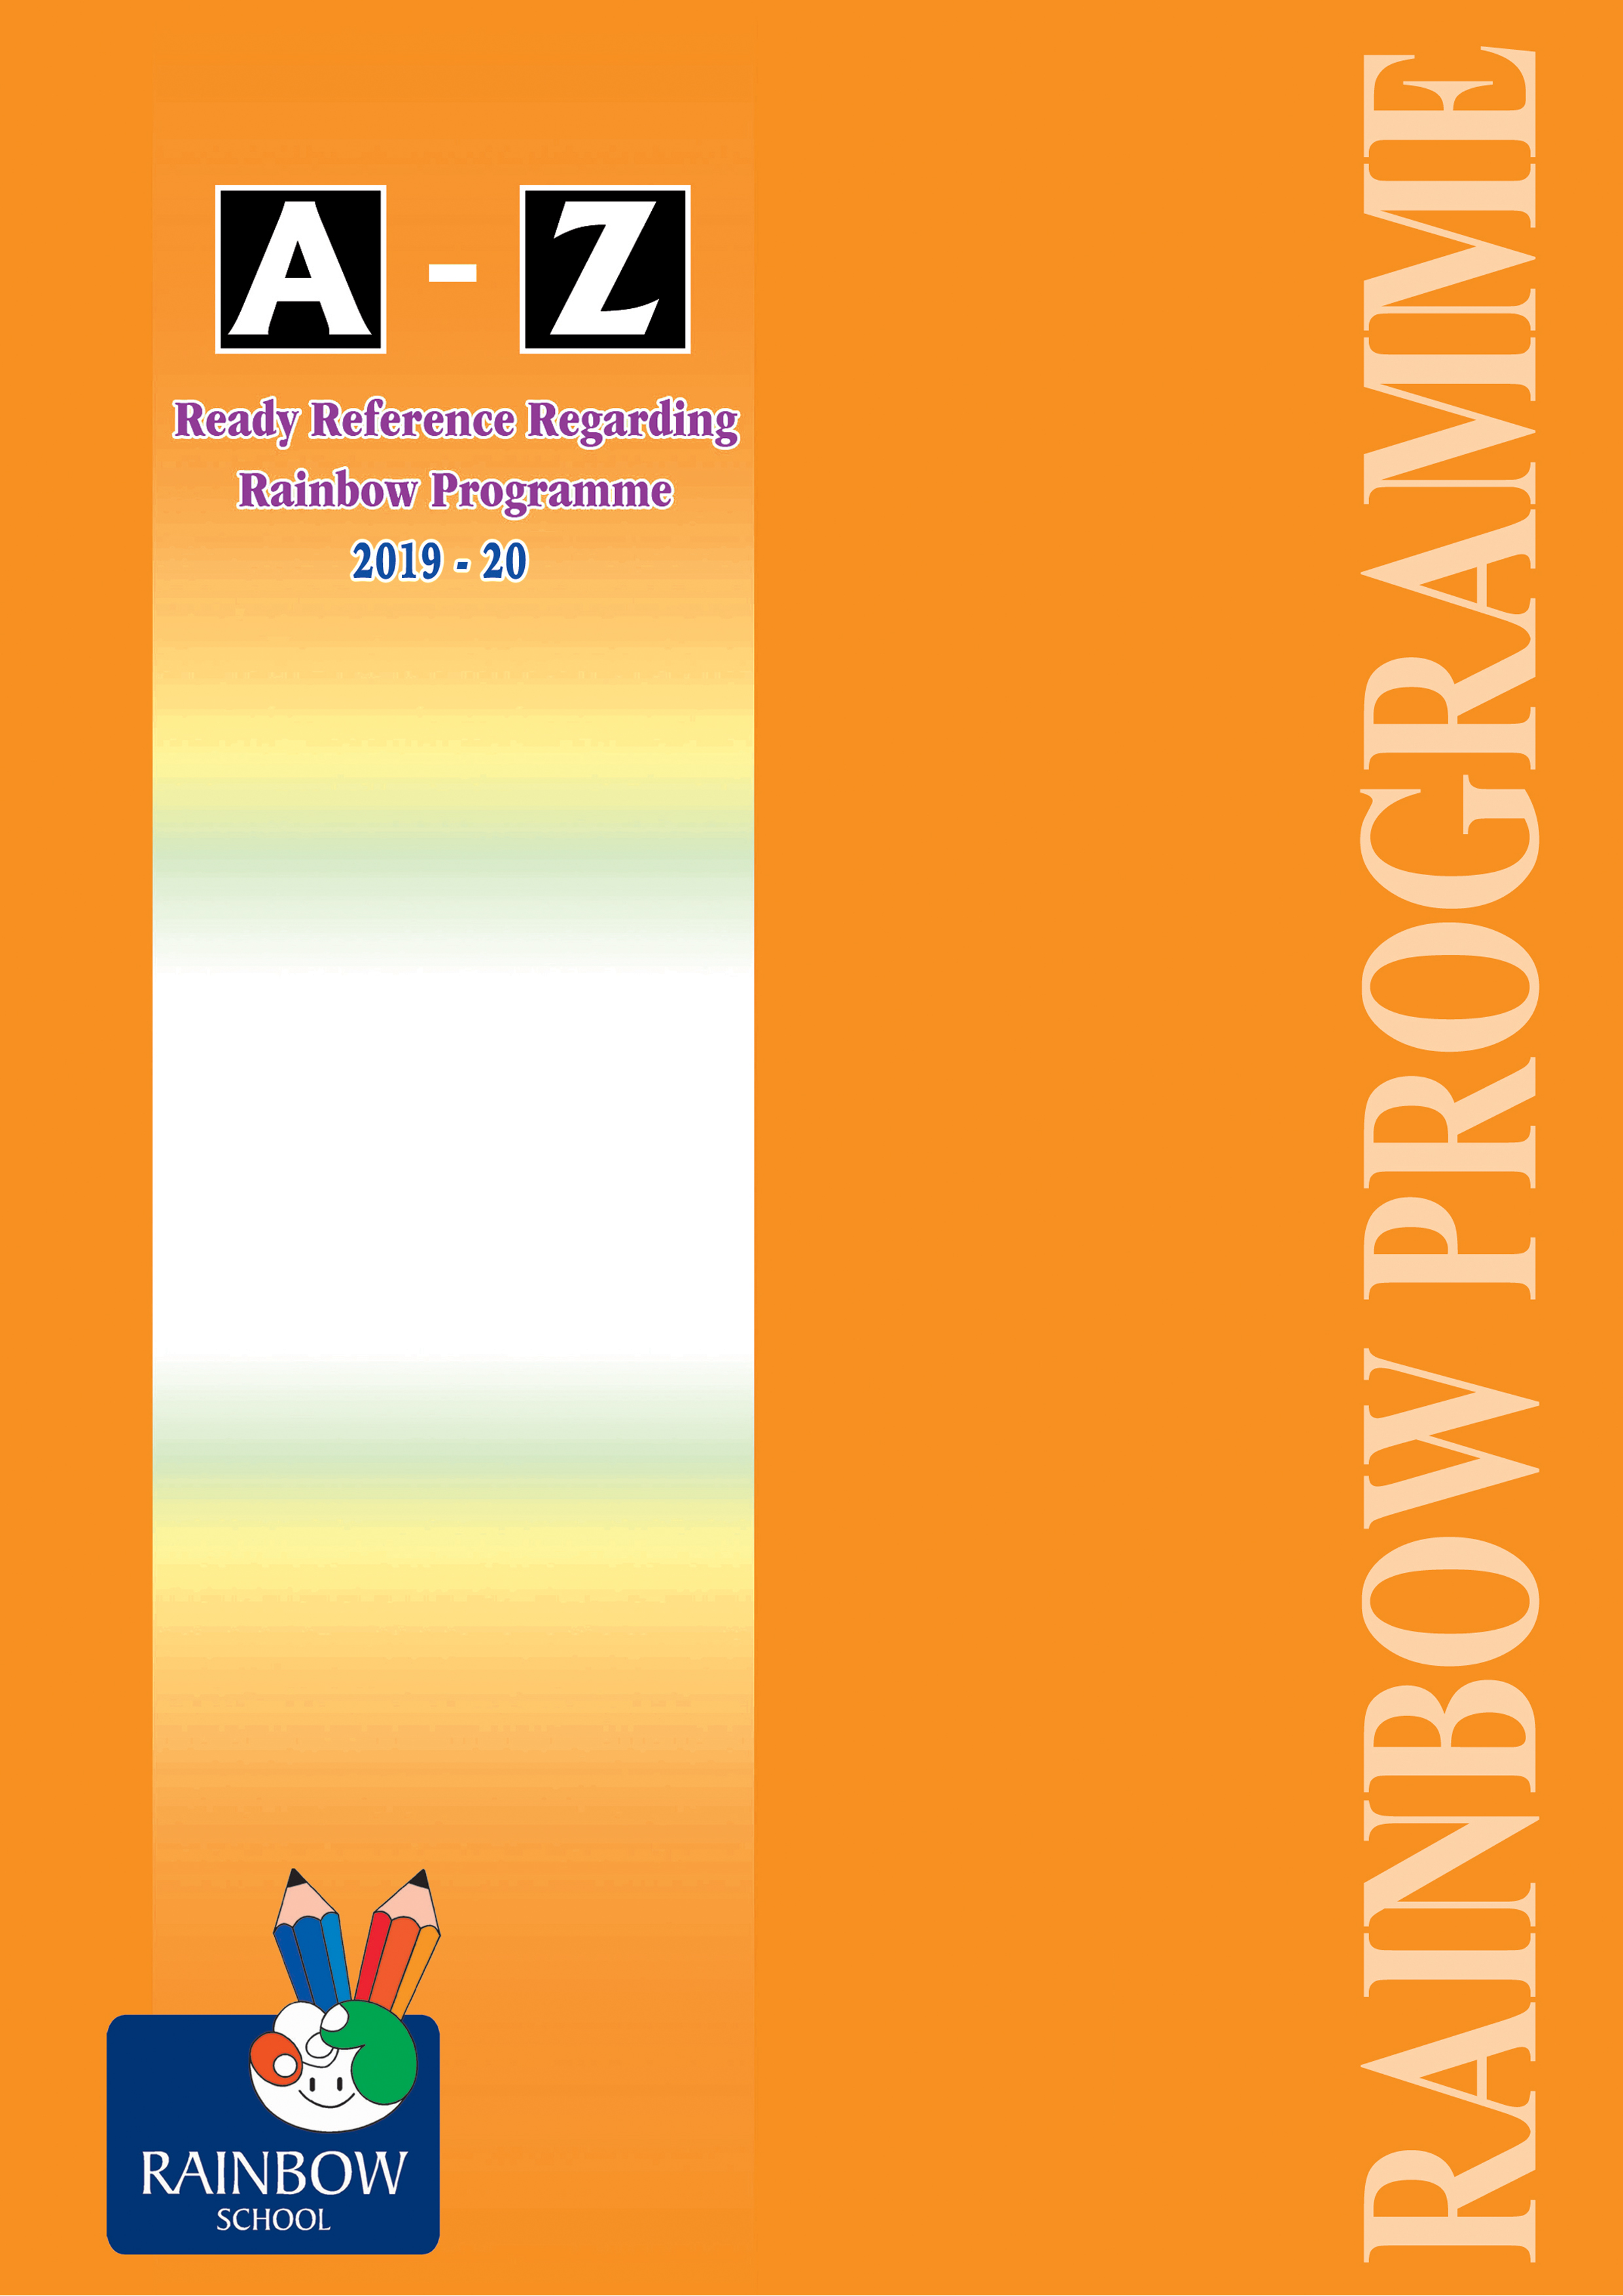 A - Z
Ready Reference Regarding
Rainbow Programme
2019 - 20
RAINBOW PROGRAMME
RAINBOW
SCHOOL